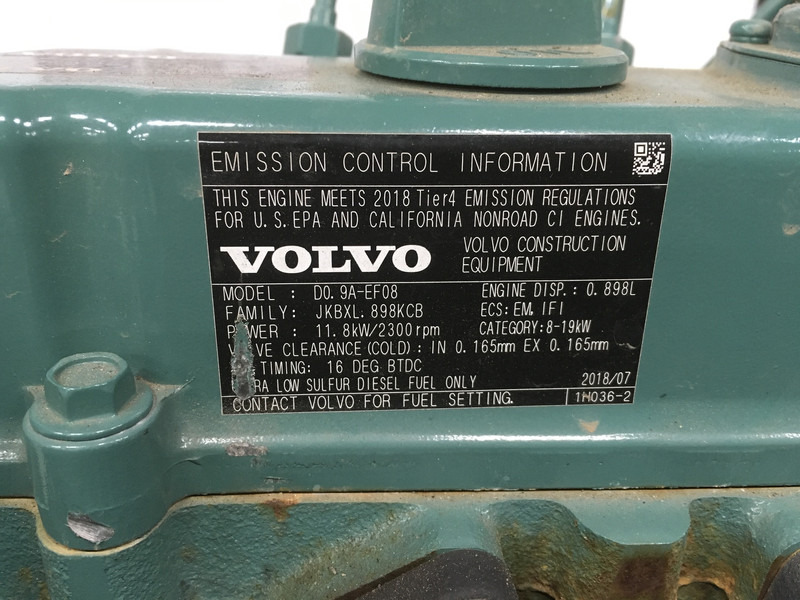 EMISSION CONTROL INFORMATION
THIS ENGINE MEETS 2018 Tier4 EMISSION REGULATIONS
FOR U.S.EPA AND CALIFORNIA NONROAD CI ENGINES.
VOLVO VOLVO CONSTRUCTION
EQUIPMENT
MODEL : D0.9A-EF08 ENGINE DISP.: 0.898L
FAMILY: JKBXL.898KCB ECS:EM, IFI
POWER : 11.8kW/2300rpm CATEGORY:8-19kW
CLEARANCE(COLD): IN 0.165mm EX 0.165mm
TIMING: 16 DEG BTDC
LOW SULFUR DIESEL FUEL ONLY 2018/07
CONTACT VOLVO FOR FUEL SETTING. 1H036-2